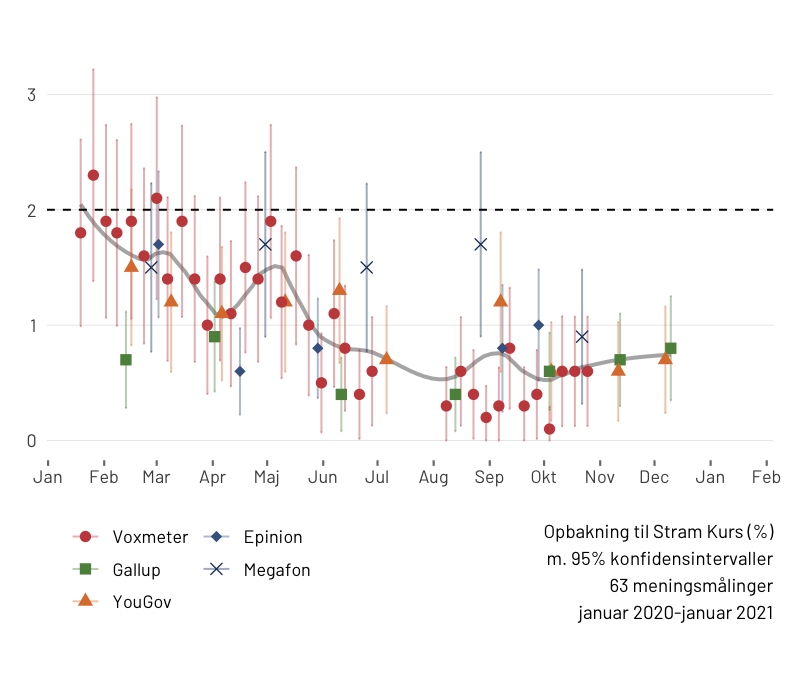 3
2
1
0
Jan Feb Mar Apr Maj Jun Jul Aug Sep Okt Nov Dec Jan Feb
Voxmeter Epinion
Gallup Megafon
YouGov
Opbakning til Stram Kurs (%)
m. 95% konfidensintervaller
63 meningsmålinger
januar 2020-januar 2021